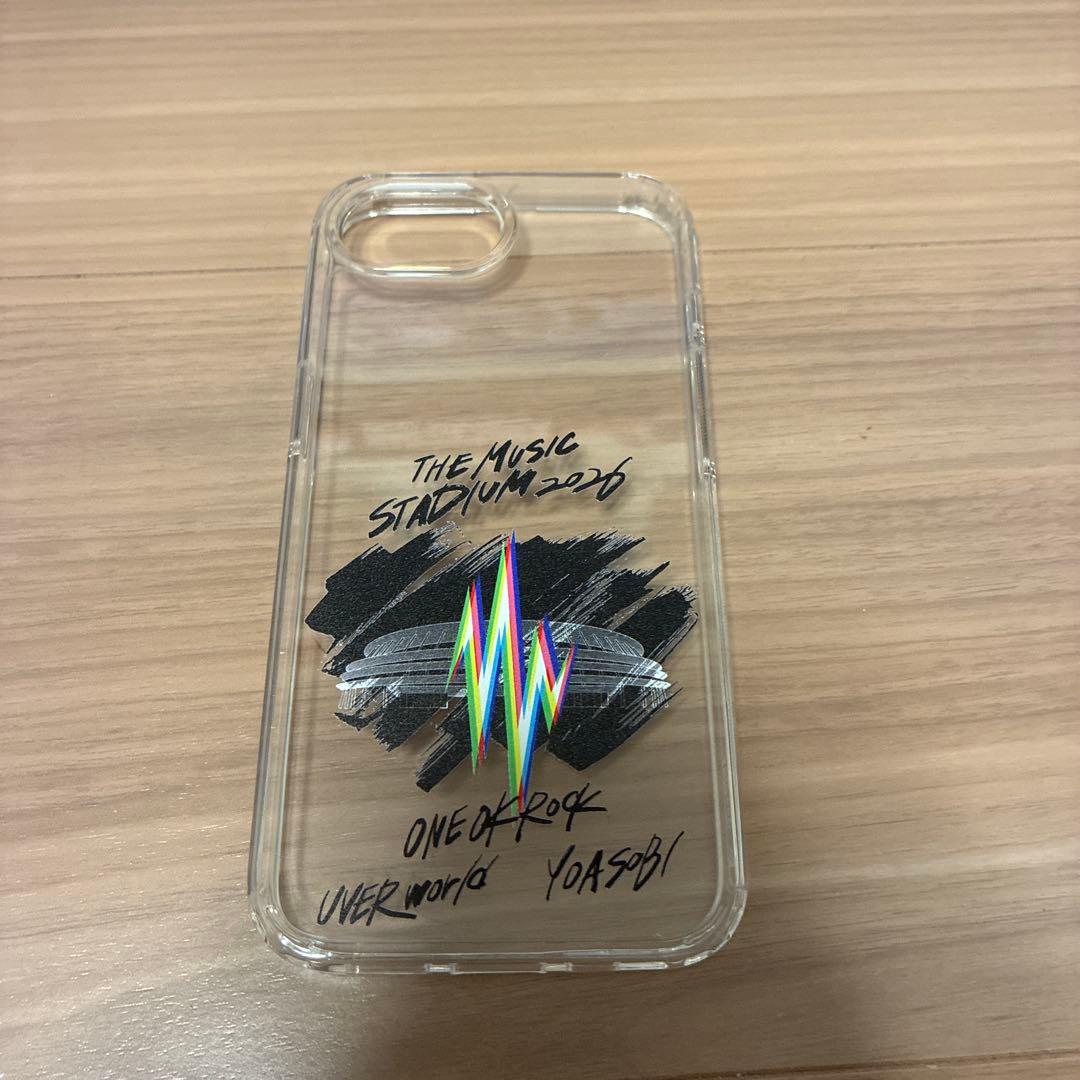 THE MUSIC
STADIUM 2026
ONE OK ROCK
UVERworld YOASOBI